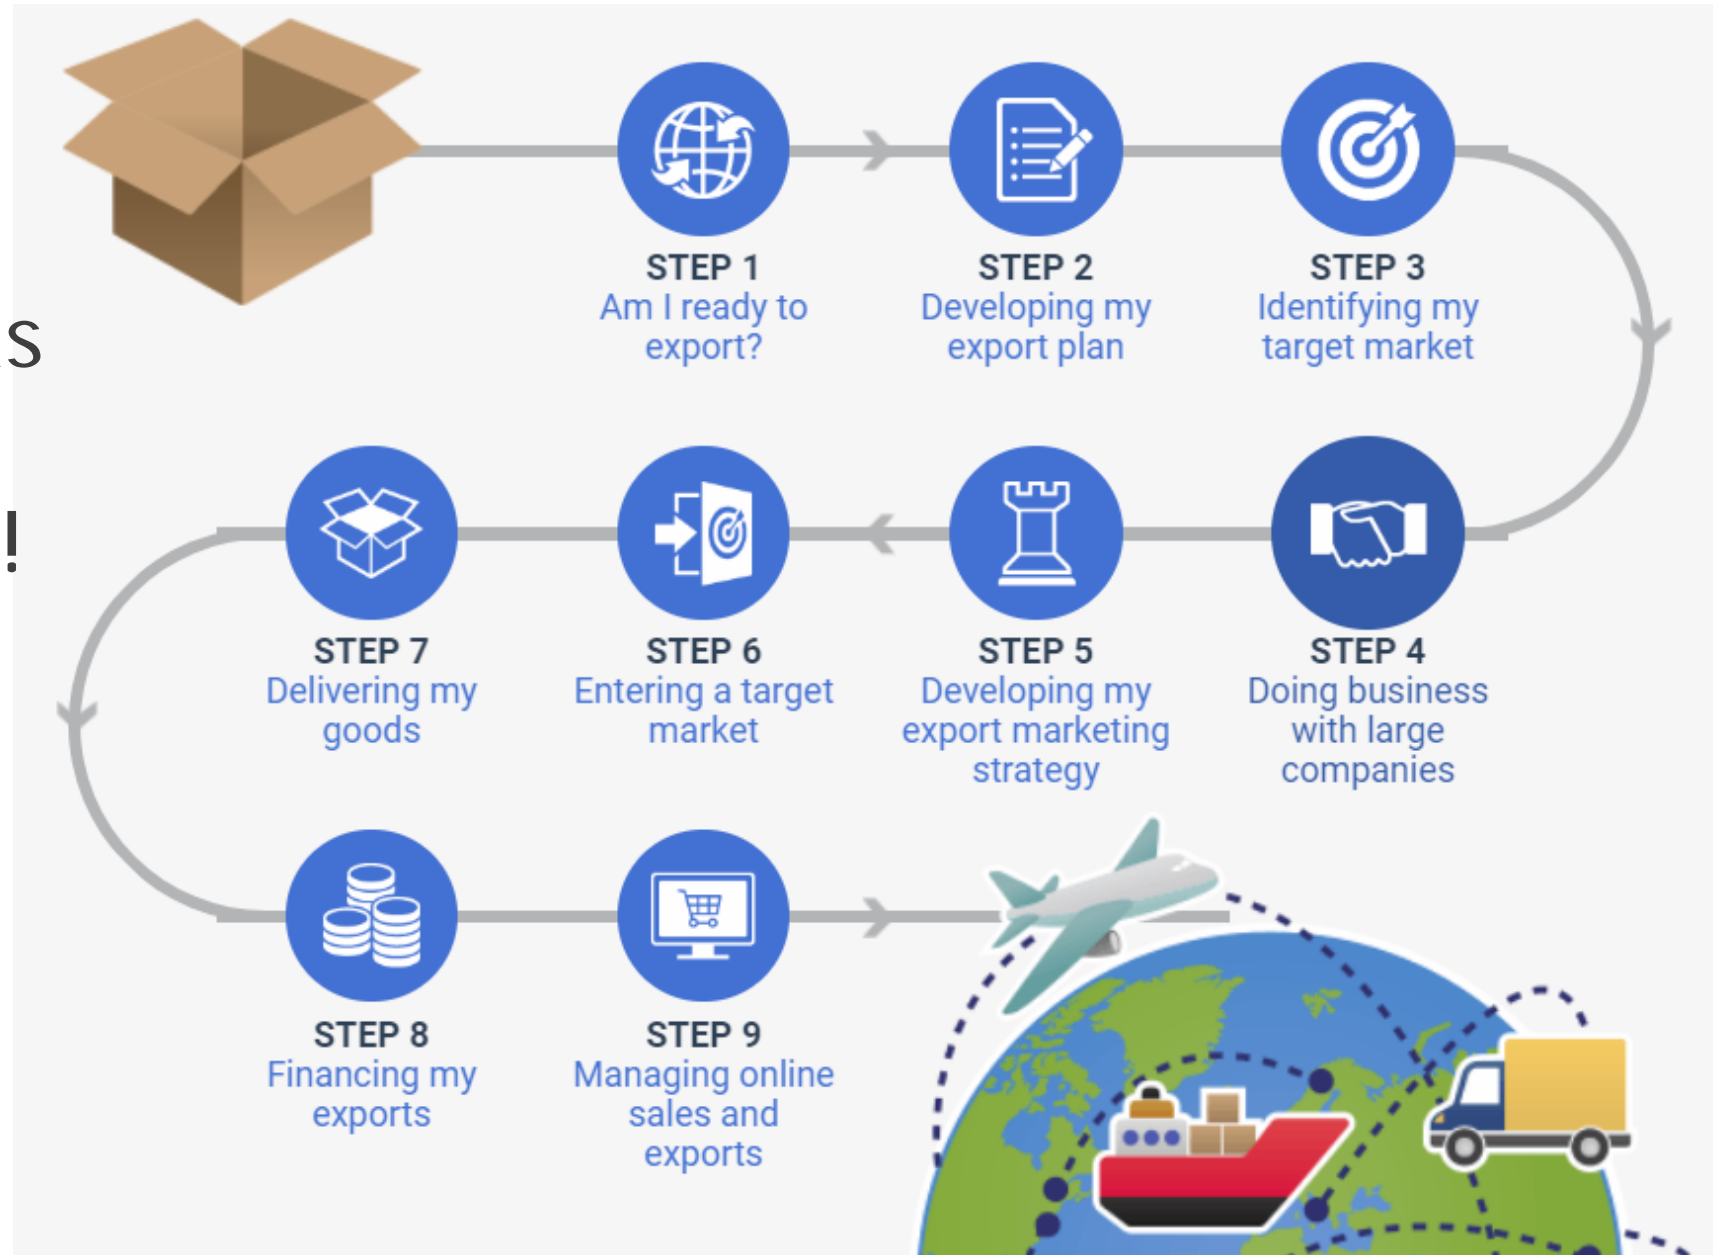 STEP 1
Am I ready to
export?
STEP 2
Developing my
export plan
STEP 3
Identifying my
target market
s
!
STEP 4
Doing business
with large
companies
STEP 5
Developing my
export marketing
strategy
STEP 6
Entering a target
market
STEP 7
Delivering my
goods
STEP 8
Financing my
exports
STEP 9
Managing online
sales and
exports